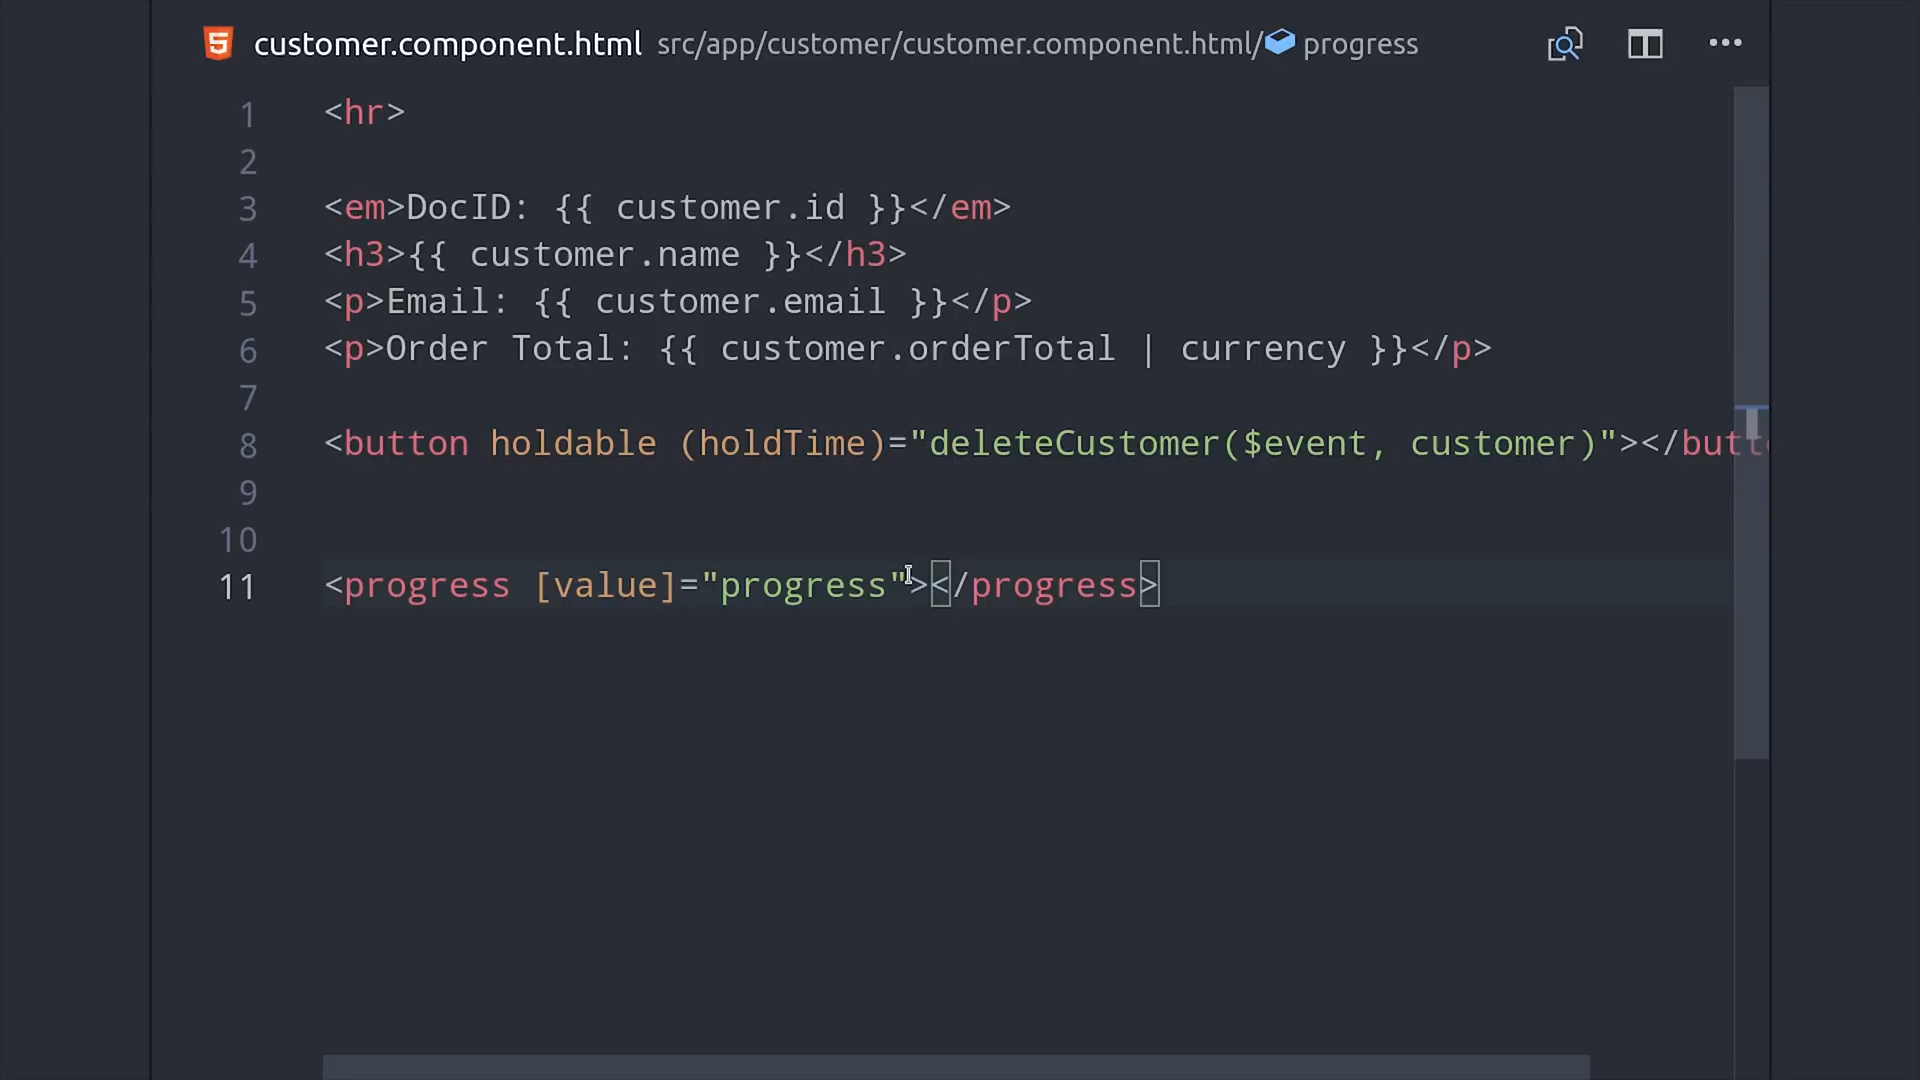 customer.component.html src/app/customer/customer.component.html/ progress
1 <hr>
2
3 <em>DocID: {{ customer.id }}</em>
4 <h3>{{ customer.name }}</h3>
5 <p>Email: {{ customer.email }}</p>
6 <p>Order Total: {{ customer.orderTotal | currency }}</p>
7
8 <button holdable (holdTime)="deleteCustomer($event, customer)"></butt
9
10
11 <progress [value]="progress"></progress>